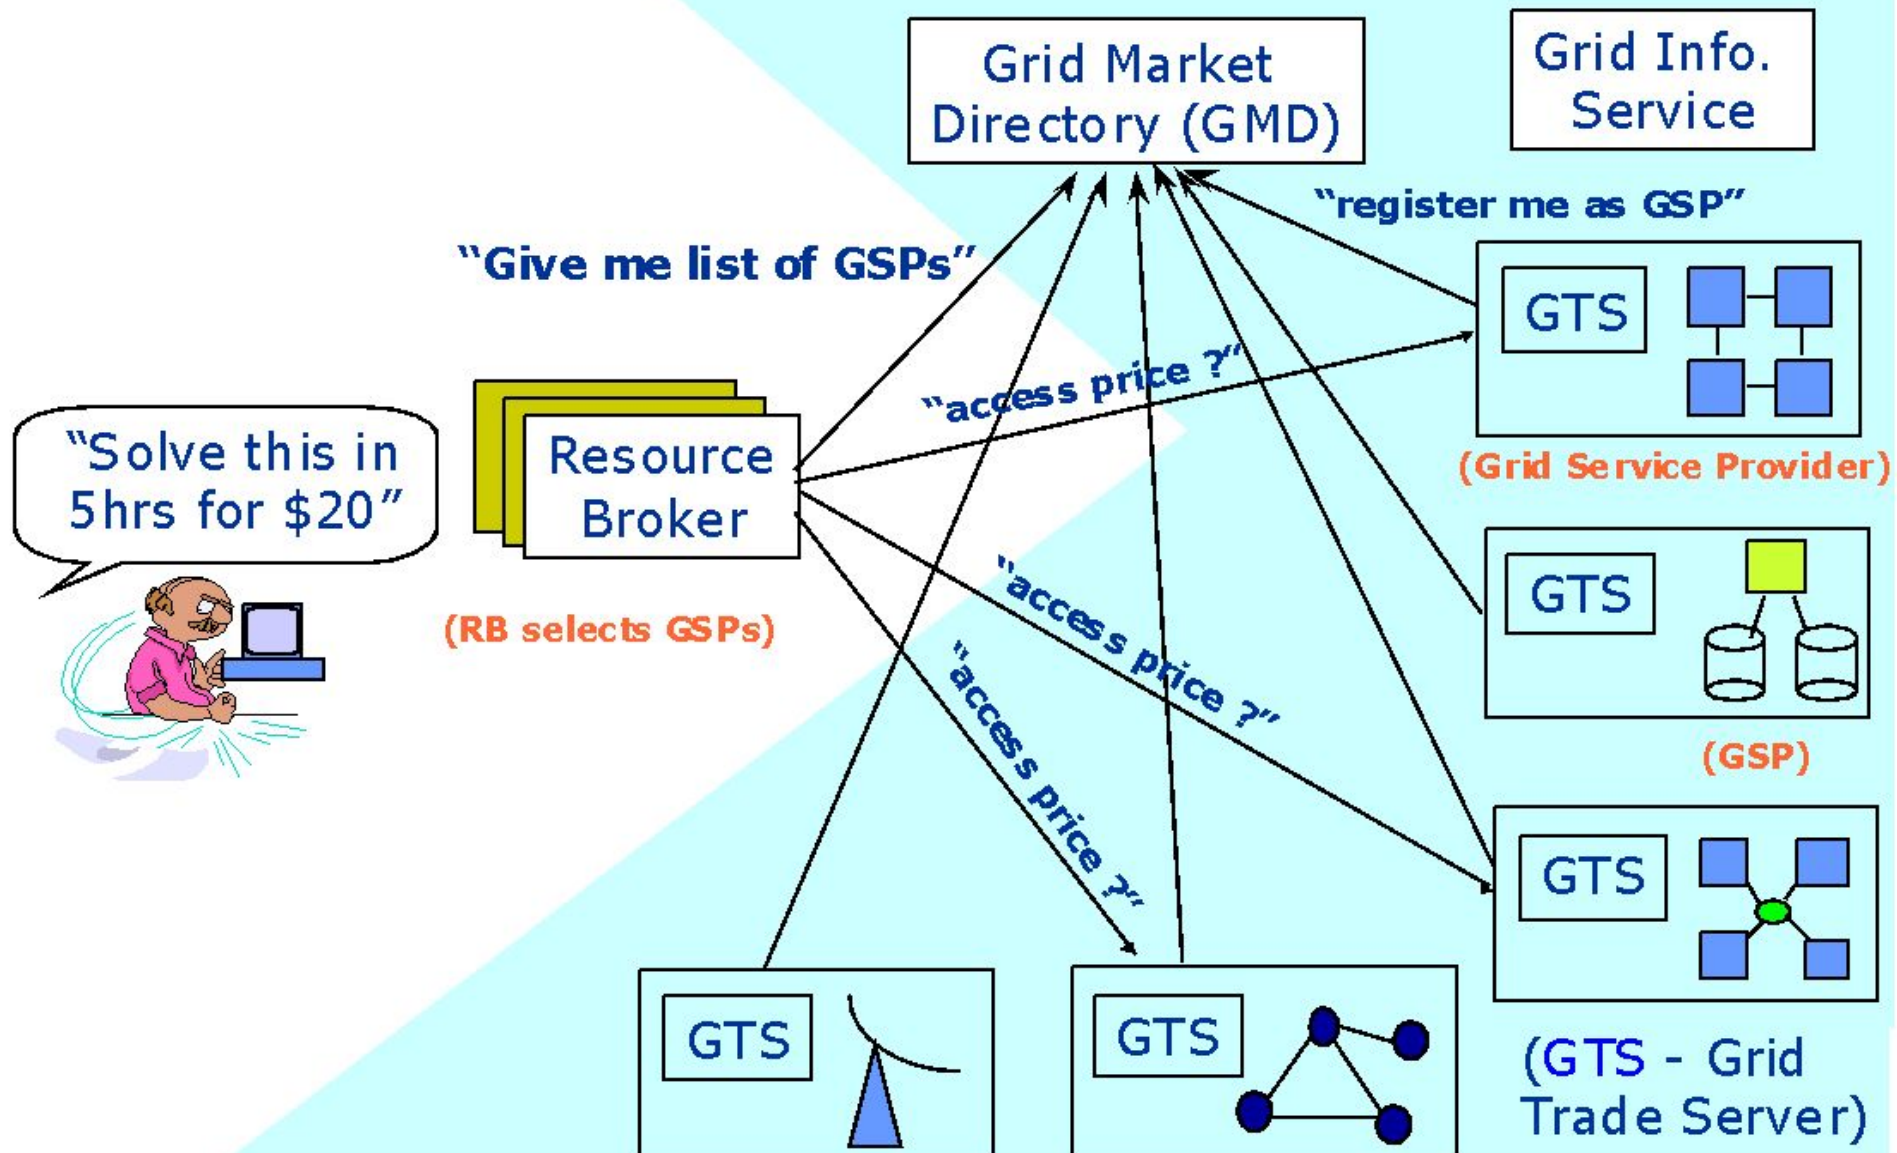 Grid Market
Directory (GMD)
Grid Info.
Service
"register me as GSP"
"Give me list of GSPs"
GTS
"access price ?"
(Grid Service Provider)
"Solve this in
5hrs for $20"
Resource
Broker
(RB selects GSPs)
GTS
(GSP)
"access price ?"
"access price ?"
GTS
GTS
GTS
(GTS - Grid
Trade Server)